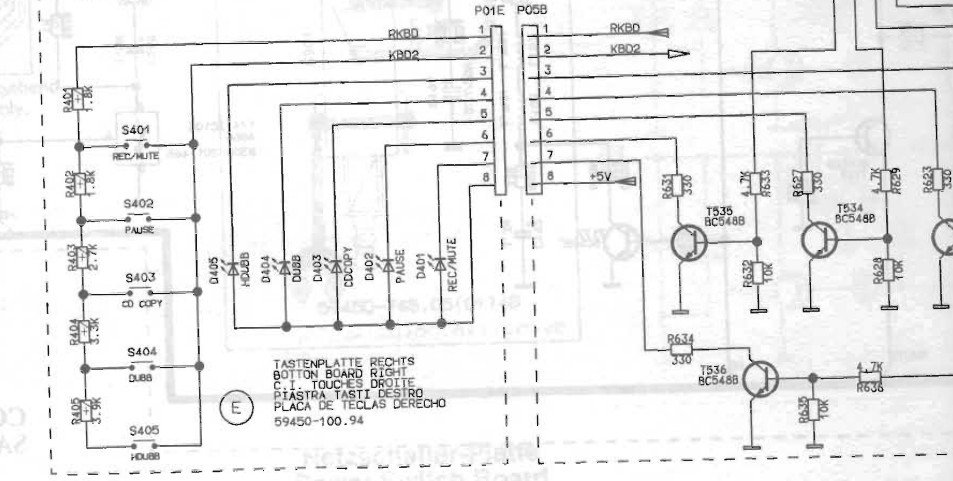 P01E P05B
1 RKBD 1 RKBD
2 KBD2 2 KBD2
3 3
4 4
5 5
6 6
7 7
8 8 +5V
R401 1.8K
S401
REC/MUTE
R402 1.8K
S402
PAUSE
R403 2.7K
S403
CD COPY
R404 3.3K
S404
DUBB
R405 3.9K
S405
HDUBB
D405 HDUBB
D404 DUBB
D403 CDCOPY
D402 PAUSE
D401 REC/MUTE
R631 330
4.7K R633
R627 330
4.7K R629
R623 330
T535
BC548B
T534
BC548B
R632 10K
R628 10K
R634
330
T536
BC548B
4.7K
R636
R635 10K
E
TASTENPLATTE RECHTS
BOTTON BOARD RIGHT
C.I. TOUCHES DROITE
PIASTRA TASTI DESTRO
PLACA DE TECLAS DERECHO
59450-100.94